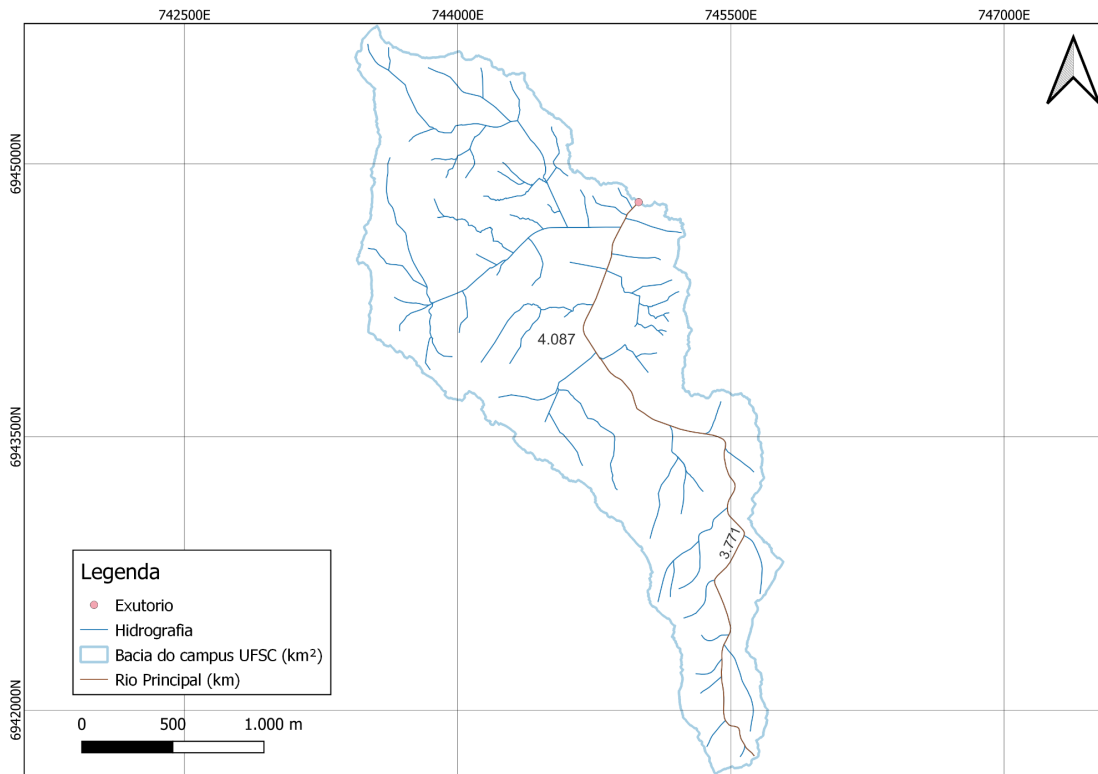 742500E 744000E 745500E 747000E
6945000N
4.087
6943500N
3.771
Legenda
Exutorio
Hidrografia
Bacia do campus UFSC (km²)
Rio Principal (km)
6942000N
0 500 1.000 m